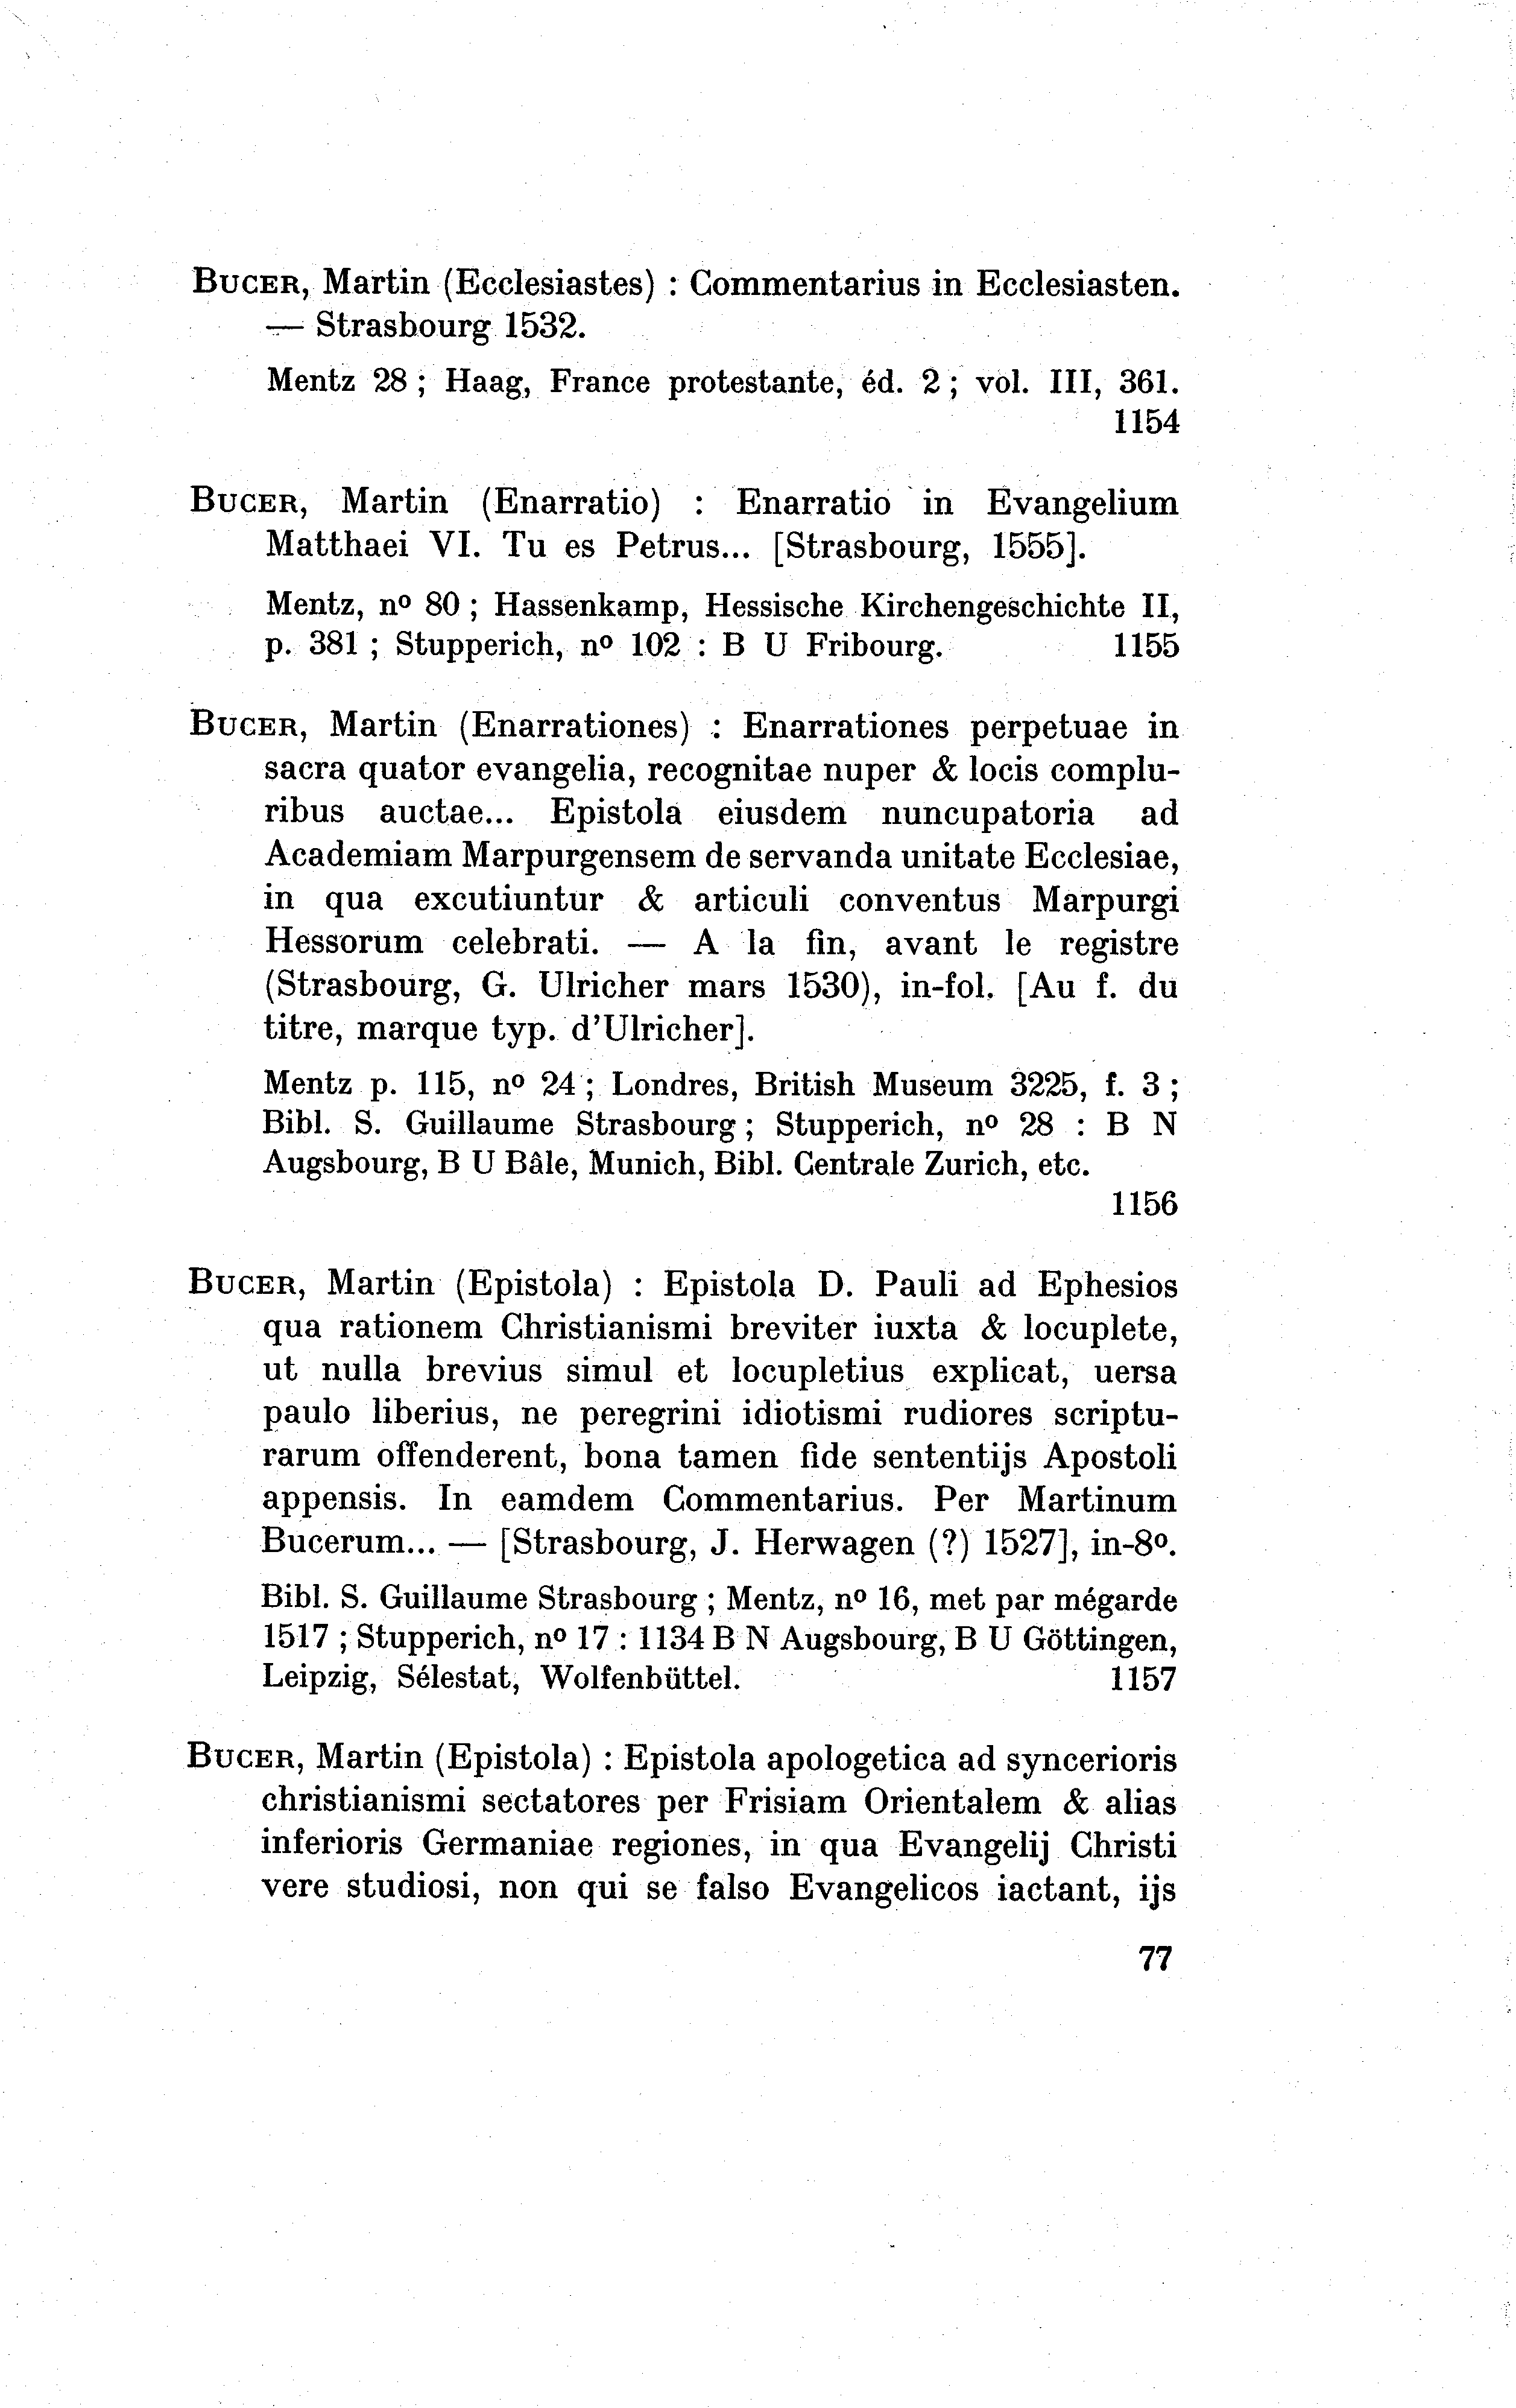 BUCER, Martin (Ecclesiastes) : Commentarius in Ecclesiasten.
— Strasbourg 1532.
Mentz 28 ; Haag, France protestante, éd. 2 ; vol. III, 361.
1154
BUCER, Martin (Enarratio) : Enarratio in Evangelium
Matthaei VI. Tu es Petrus... [Strasbourg, 1555].
Mentz, nº 80 ; Hassenkamp, Hessische Kirchengeschichte II,
p. 381 ; Stupperich, nº 102 : B U Fribourg. 1155
BUCER, Martin (Enarrationes) : Enarrationes perpetuae in
sacra quator evangelia, recognitae nuper & locis complu-
ribus auctae... Epistola eiusdem nuncupatoria ad
Academiam Marpurgensem de servanda unitate Ecclesiae,
in qua excutiuntur & articuli conventus Marpurgi
Hessorum celebrati. — A la fin, avant le registre
(Strasbourg, G. Ulricher mars 1530), in-fol. [Au f. du
titre, marque typ. d'Ulricher].
Mentz p. 115, nº 24 ; Londres, British Museum 3225, f. 3 ;
Bibl. S. Guillaume Strasbourg ; Stupperich, nº 28 : B N
Augsbourg, B U Bâle, Munich, Bibl. Centrale Zurich, etc.
1156
BUCER, Martin (Epistola) : Epistola D. Pauli ad Ephesios
qua rationem Christianismi breviter iuxta & locuplete,
ut nulla brevius simul et locupletius explicat, uersa
paulo liberius, ne peregrini idiotismi rudiores scriptu-
rarum offenderent, bona tamen fide sententijs Apostoli
appensis. In eamdem Commentarius. Per Martinum
Bucerum... — [Strasbourg, J. Herwagen (?) 1527], in-8º.
Bibl. S. Guillaume Strasbourg ; Mentz, nº 16, met par mégarde
1517 ; Stupperich, nº 17 : 1134 B N Augsbourg, B U Göttingen,
Leipzig, Sélestat, Wolfenbüttel. 1157
BUCER, Martin (Epistola) : Epistola apologetica ad syncerioris
christianismi sectatores per Frisiam Orientalem & alias
inferioris Germaniae regiones, in qua Evangelij Christi
vere studiosi, non qui se falso Evangelicos iactant, ijs
77